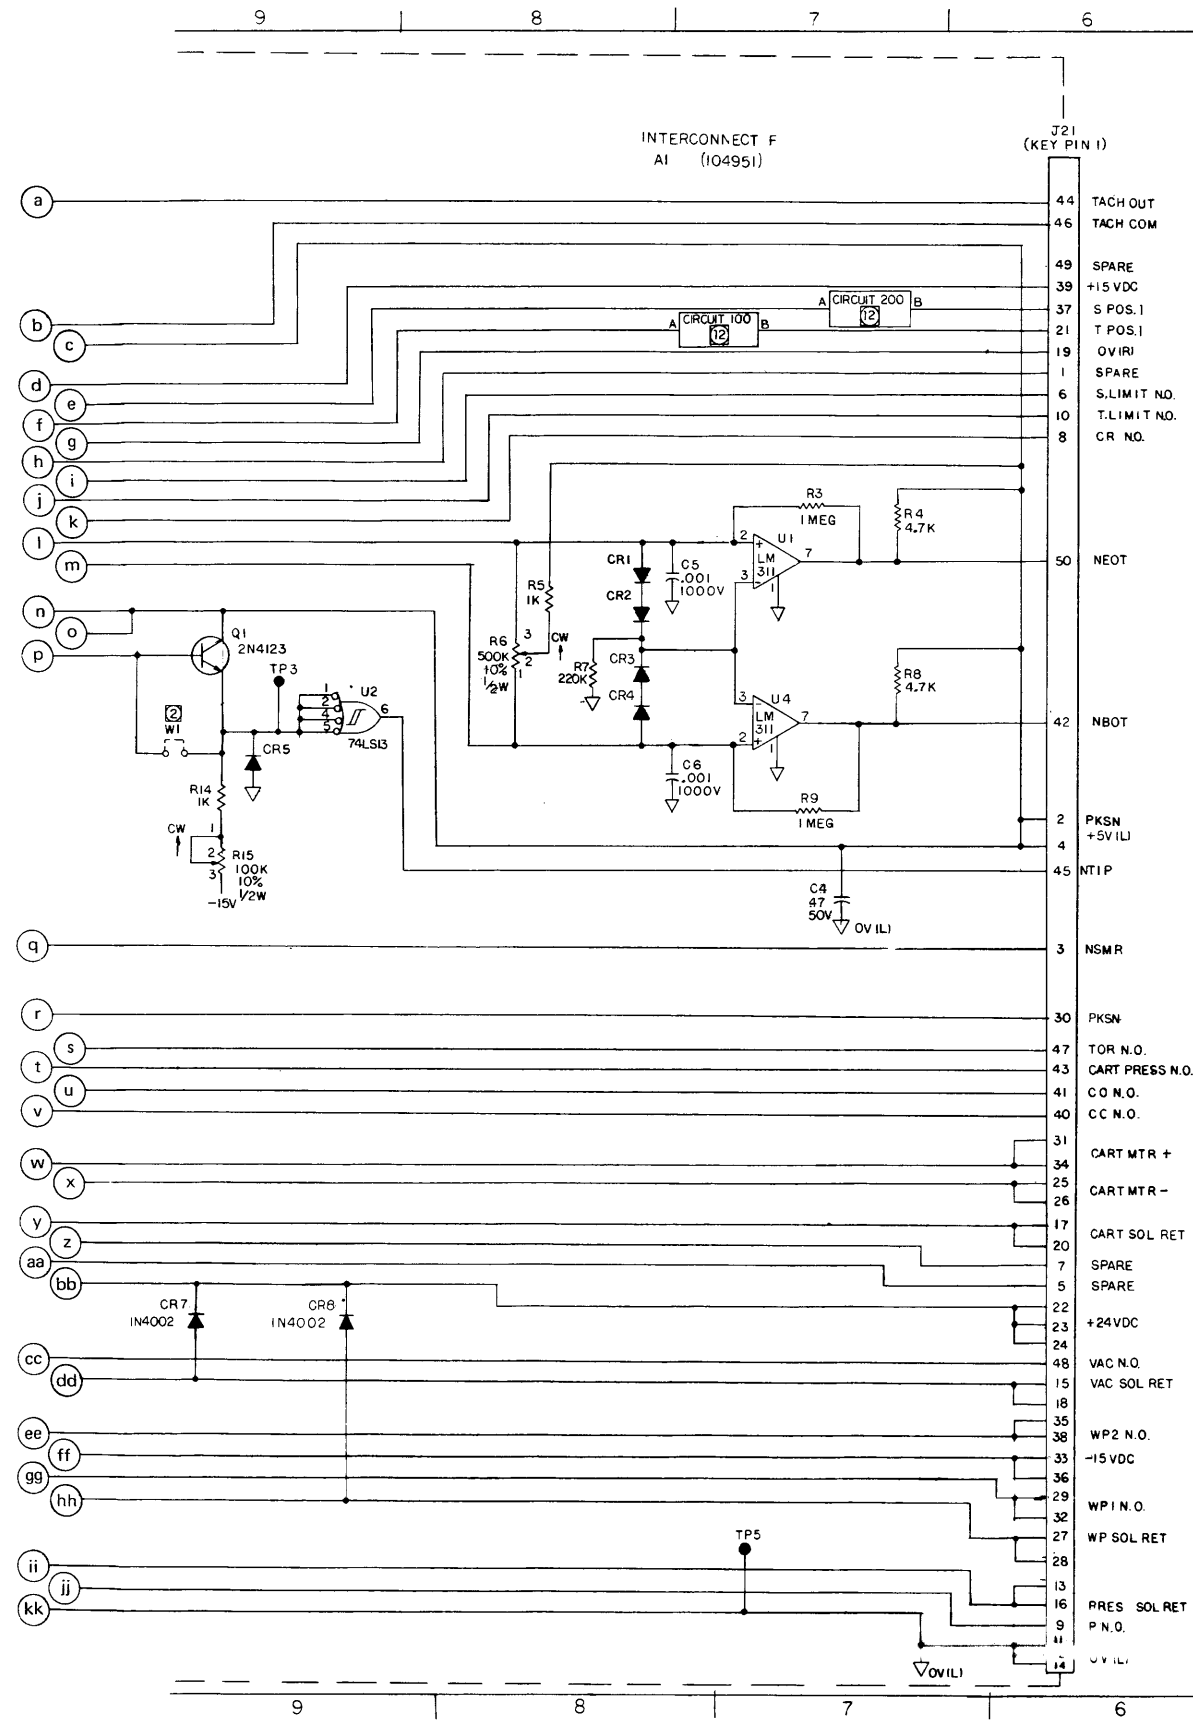 9 8 7 6
INTERCONNECT F
A1 (104951)
J21
(KEY PIN 1)
a
44 TACH OUT
46 TACH COM
49 SPARE
39 +15 VDC
A CIRCUIT 200 B
12
37 S POS.1
b
A CIRCUIT 100 B
12
21 T POS.1
c
19 OV(R)
1 SPARE
d
6 S.LIMIT N.O.
e
10 T.LIMIT N.O.
f
8 CR N.O.
g
h
i
j
k
R3
1 MEG
R4
4.7K
l
2 + U1
LM
311
7
3 -
1
50 NEOT
m
CR1
CR2
C5
.001
1000V
R5
1K
n
o
p
Q1
2N4123
TP3
R6
500K
10%
1/2W
3
2
1
CW
R7
220K
CR3
CR4
R8
4.7K
1
2
4
5
U2
6
74LS13
3 - U4
LM
311
7
2 +
1
42 NBOT
2
W1
CR5
C6
.001
1000V
R14
1K
R9
1 MEG
CW
1
2
3
R15
100K
10%
1/2W
-15V
2 PKSN
4 +5V(L)
45 NTIP
C4
47
50V
OV(L)
q
3 NSMR
r
30 PKSN
s
47 TOR N.O.
t
43 CART PRESS N.O.
u
41 CO N.O.
v
40 CC N.O.
31
w
34 CART MTR +
x
25
26 CART MTR -
y
17
20 CART SOL RET
z
7 SPARE
aa
5 SPARE
bb
22
23 +24VDC
24
CR7
1N4002
CR8
1N4002
cc
48 VAC N.O.
dd
15 VAC SOL RET
18
35
ee
38 WP2 N.O.
ff
33 -15 VDC
gg
36
29
32 WP1 N.O.
hh
27 WP SOL RET
28
TP5
ii
13
jj
16 PRES SOL RET
kk
9 P N.O.
11
14 OV(L)
OV(L)
9 8 7 6